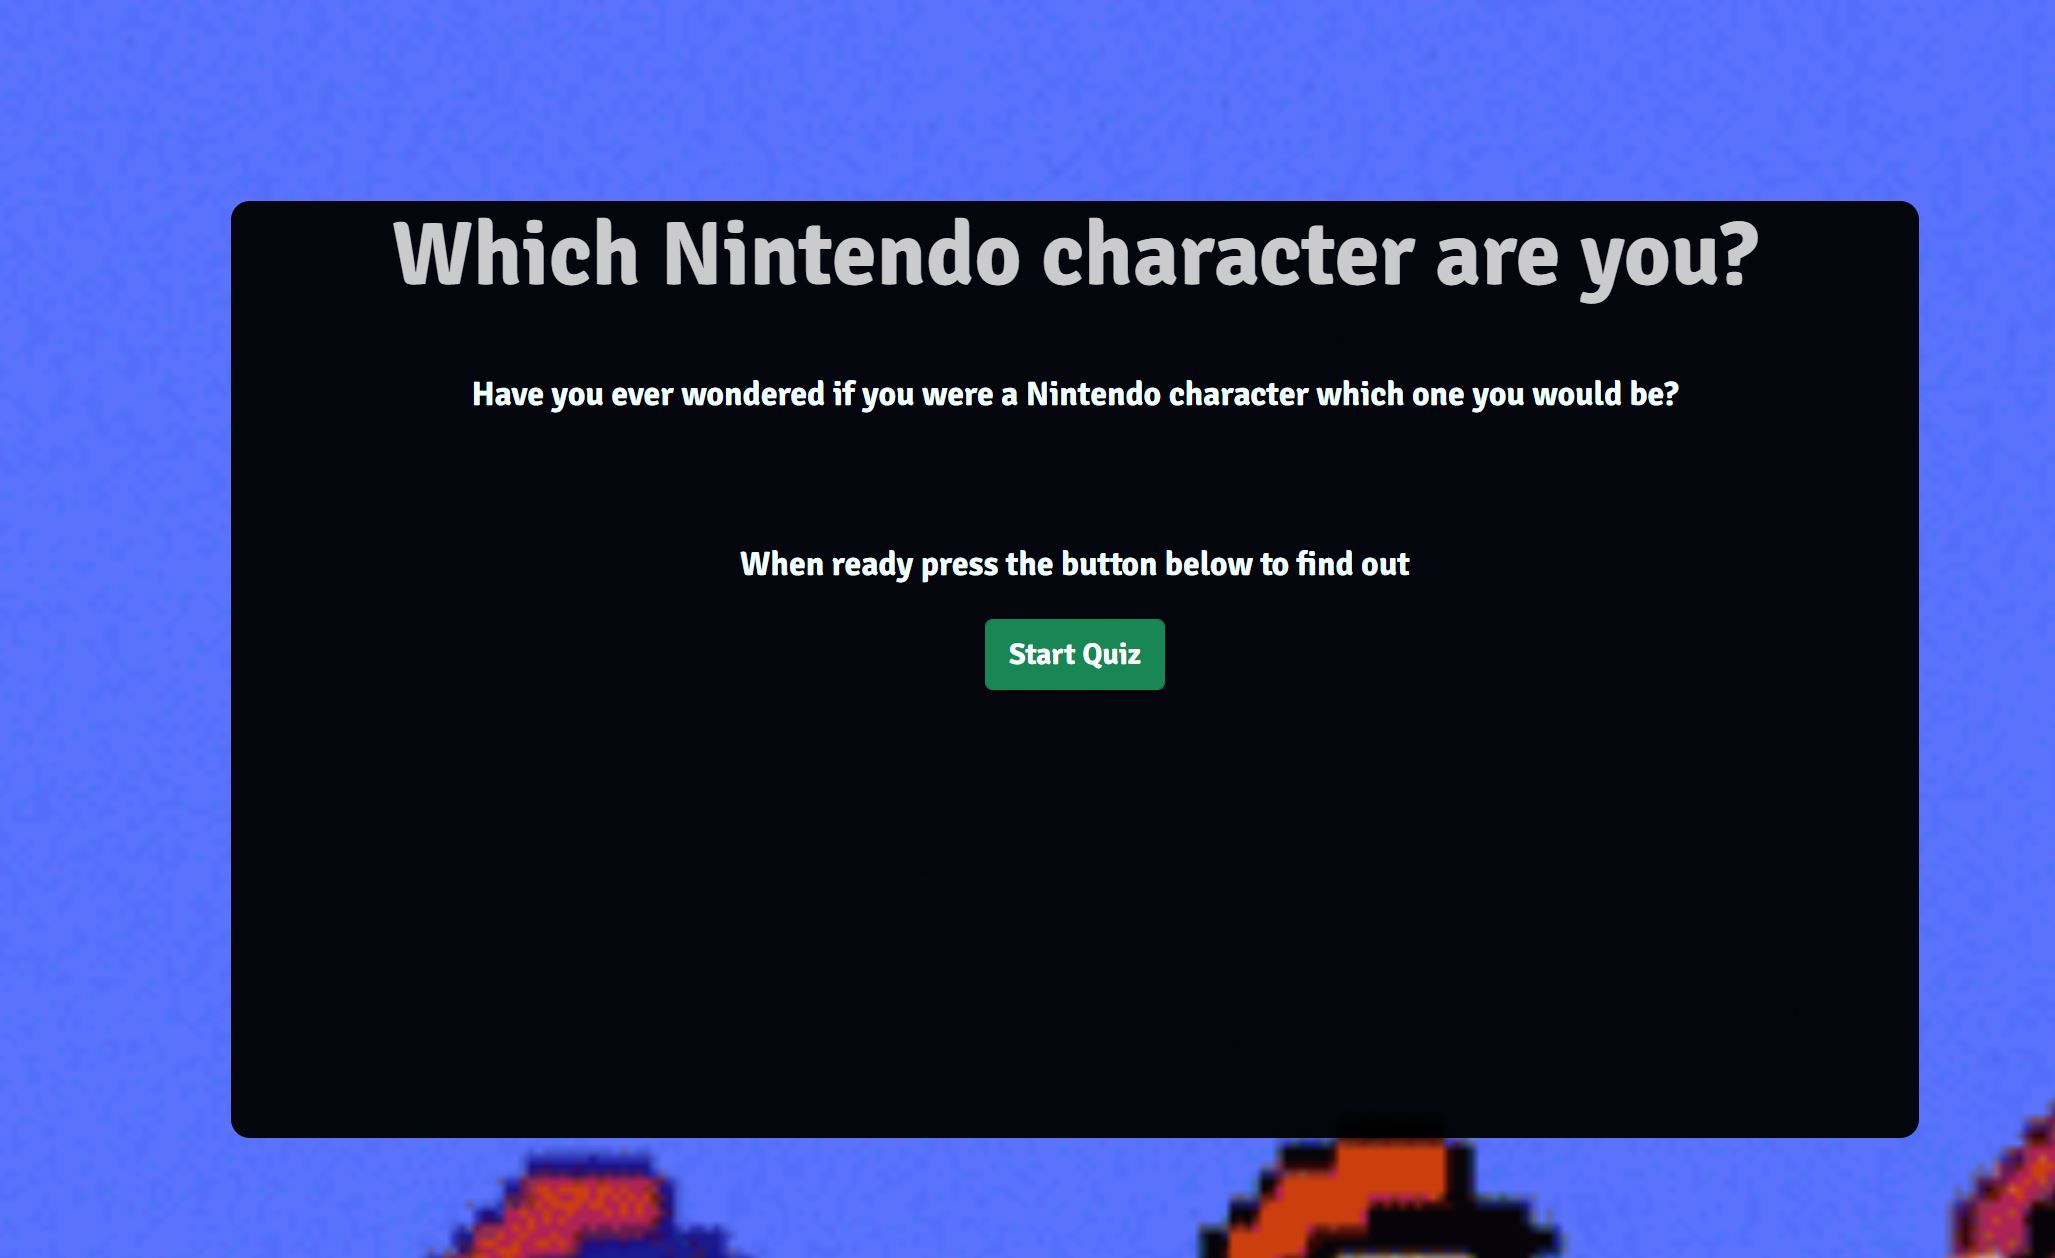 Which Nintendo character are you?
Have you ever wondered if you were a Nintendo character which one you would be?
When ready press the button below to find out
Start Quiz